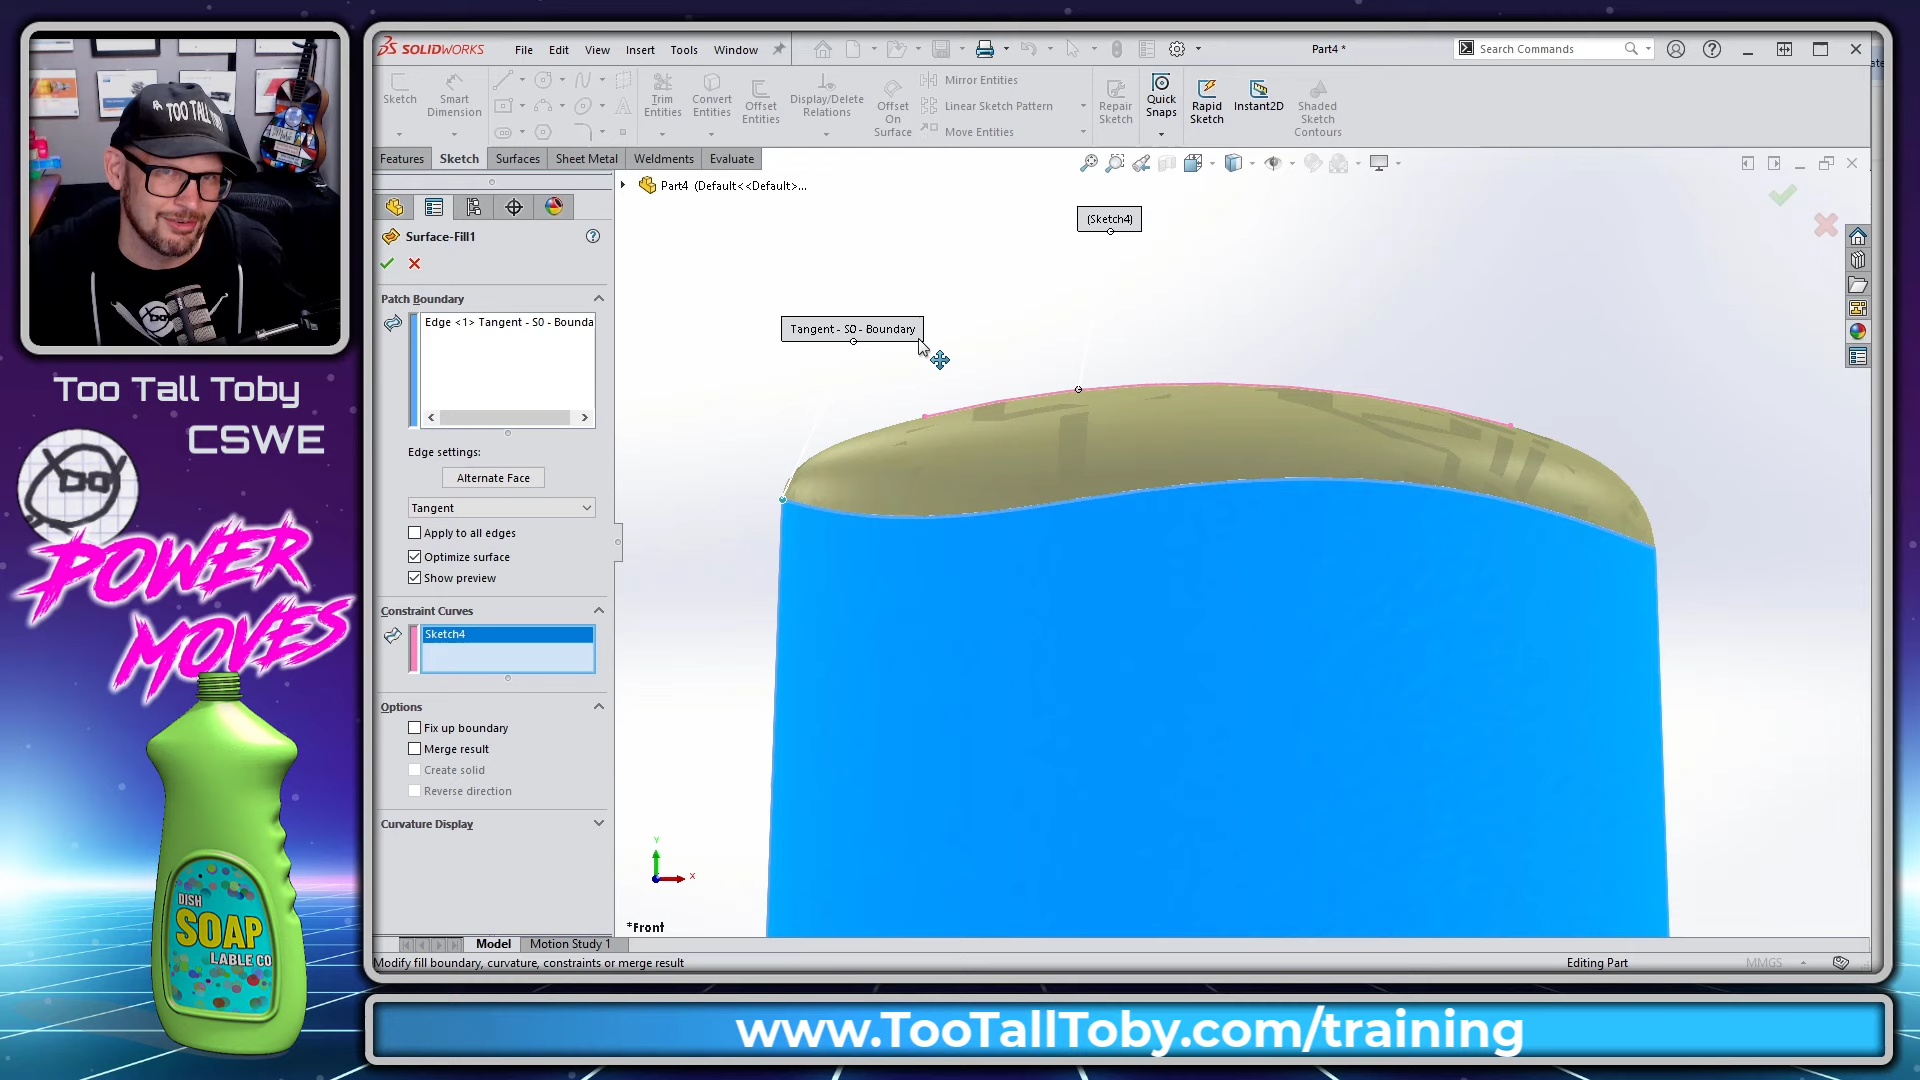 TOO TALL TOBY
Too Tall Toby
CSWE
POWER
MOVES
DISH
SOAP
LABLE CO
SOLIDWORKS
File
Edit
View
Insert
Tools
Window
Part4 *
Search Commands
Sketch
Smart
Dimension
Trim
Entities
Convert
Entities
Offset
Entities
Display/Delete
Relations
Offset
On
Surface
Mirror Entities
Linear Sketch Pattern
Move Entities
Repair
Sketch
Quick
Snaps
Rapid
Sketch
Instant2D
Shaded
Sketch
Contours
Features
Sketch
Surfaces
Sheet Metal
Weldments
Evaluate
Part4 (Default<<Default>...
Surface-Fill1
Patch Boundary
Edge <1> Tangent - S0 - Bounda
Edge settings:
Alternate Face
Tangent
Apply to all edges
Optimize surface
Show preview
Constraint Curves
Sketch4
Options
Fix up boundary
Merge result
Create solid
Reverse direction
Curvature Display
(Sketch4)
Tangent - S0 - Boundary
Y
X
*Front
Model
Motion Study 1
Modify fill boundary, curvature, constraints or merge result
Editing Part
MMGS
www.TooTallToby.com/training